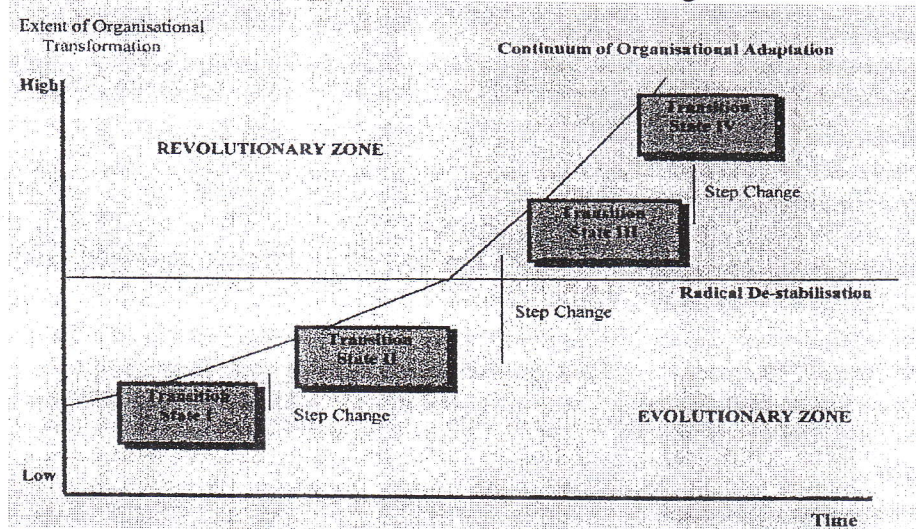 Extent of Organisational
Transformation
Continuum of Organisational Adaptation
High
Transition
State IV
REVOLUTIONARY ZONE
Step Change
Transition
State III
Radical De-stabilisation
Step Change
Transition
State II
Transition
State I
Step Change
EVOLUTIONARY ZONE
Low
Time